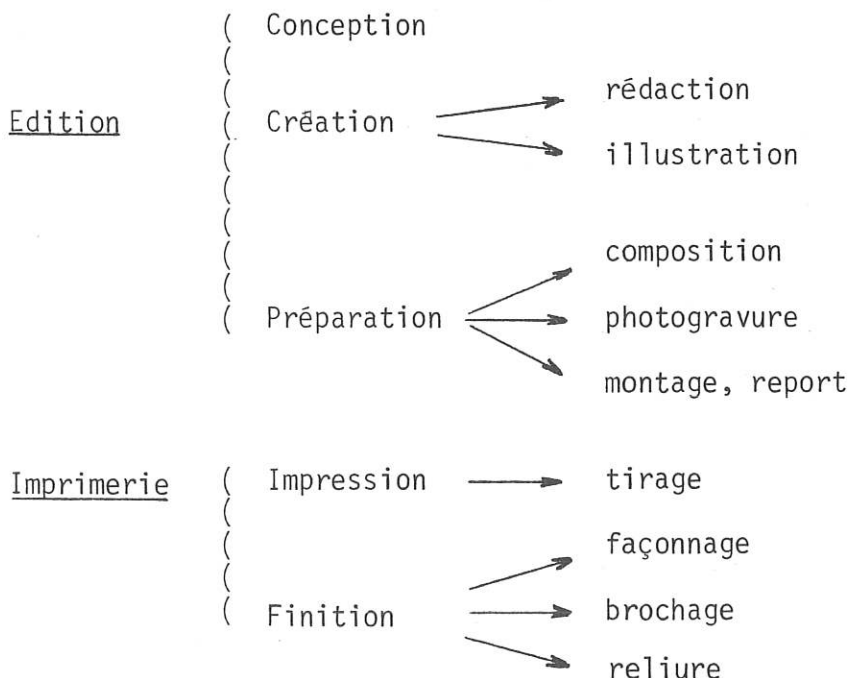 ( Conception
(
( rédaction
Edition ( Création
( illustration
(
(
( composition
(
( Préparation photogravure
montage, report
Imprimerie ( Impression tirage
(
( façonnage
(
( Finition brochage
reliure